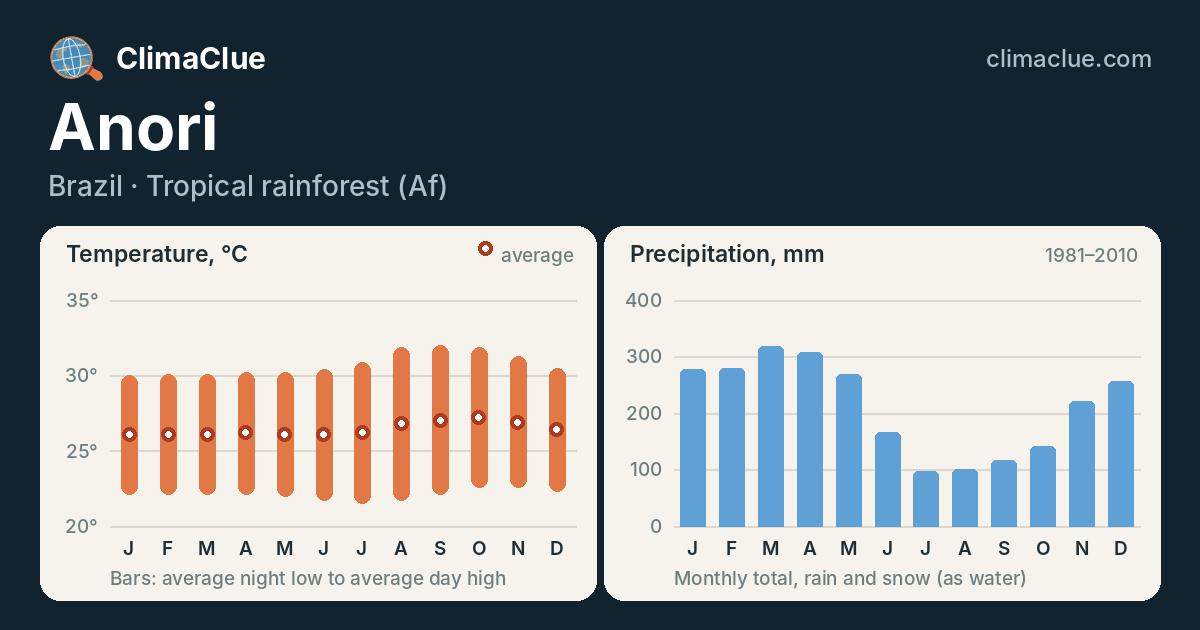 ClimaClue
climaclue.com
Anori
Brazil · Tropical rainforest (Af)
Temperature, °C
average
35°
30°
25°
20°
J F M A M J J A S O N D
Bars: average night low to average day high
Precipitation, mm
1981–2010
400
300
200
100
0
J F M A M J J A S O N D
Monthly total, rain and snow (as water)